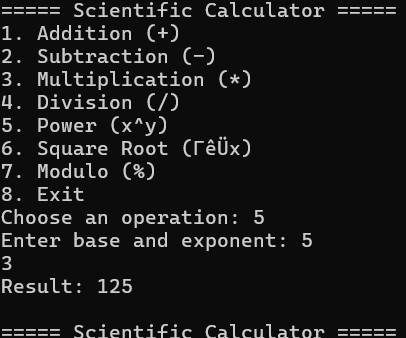 ===== Scientific Calculator =====
1. Addition (+)
2. Subtraction (-)
3. Multiplication (*)
4. Division (/)
5. Power (x^y)
6. Square Root (ΓêÜx)
7. Modulo (%)
8. Exit
Choose an operation: 5
Enter base and exponent: 5
3
Result: 125
===== Scientific Calculator =====